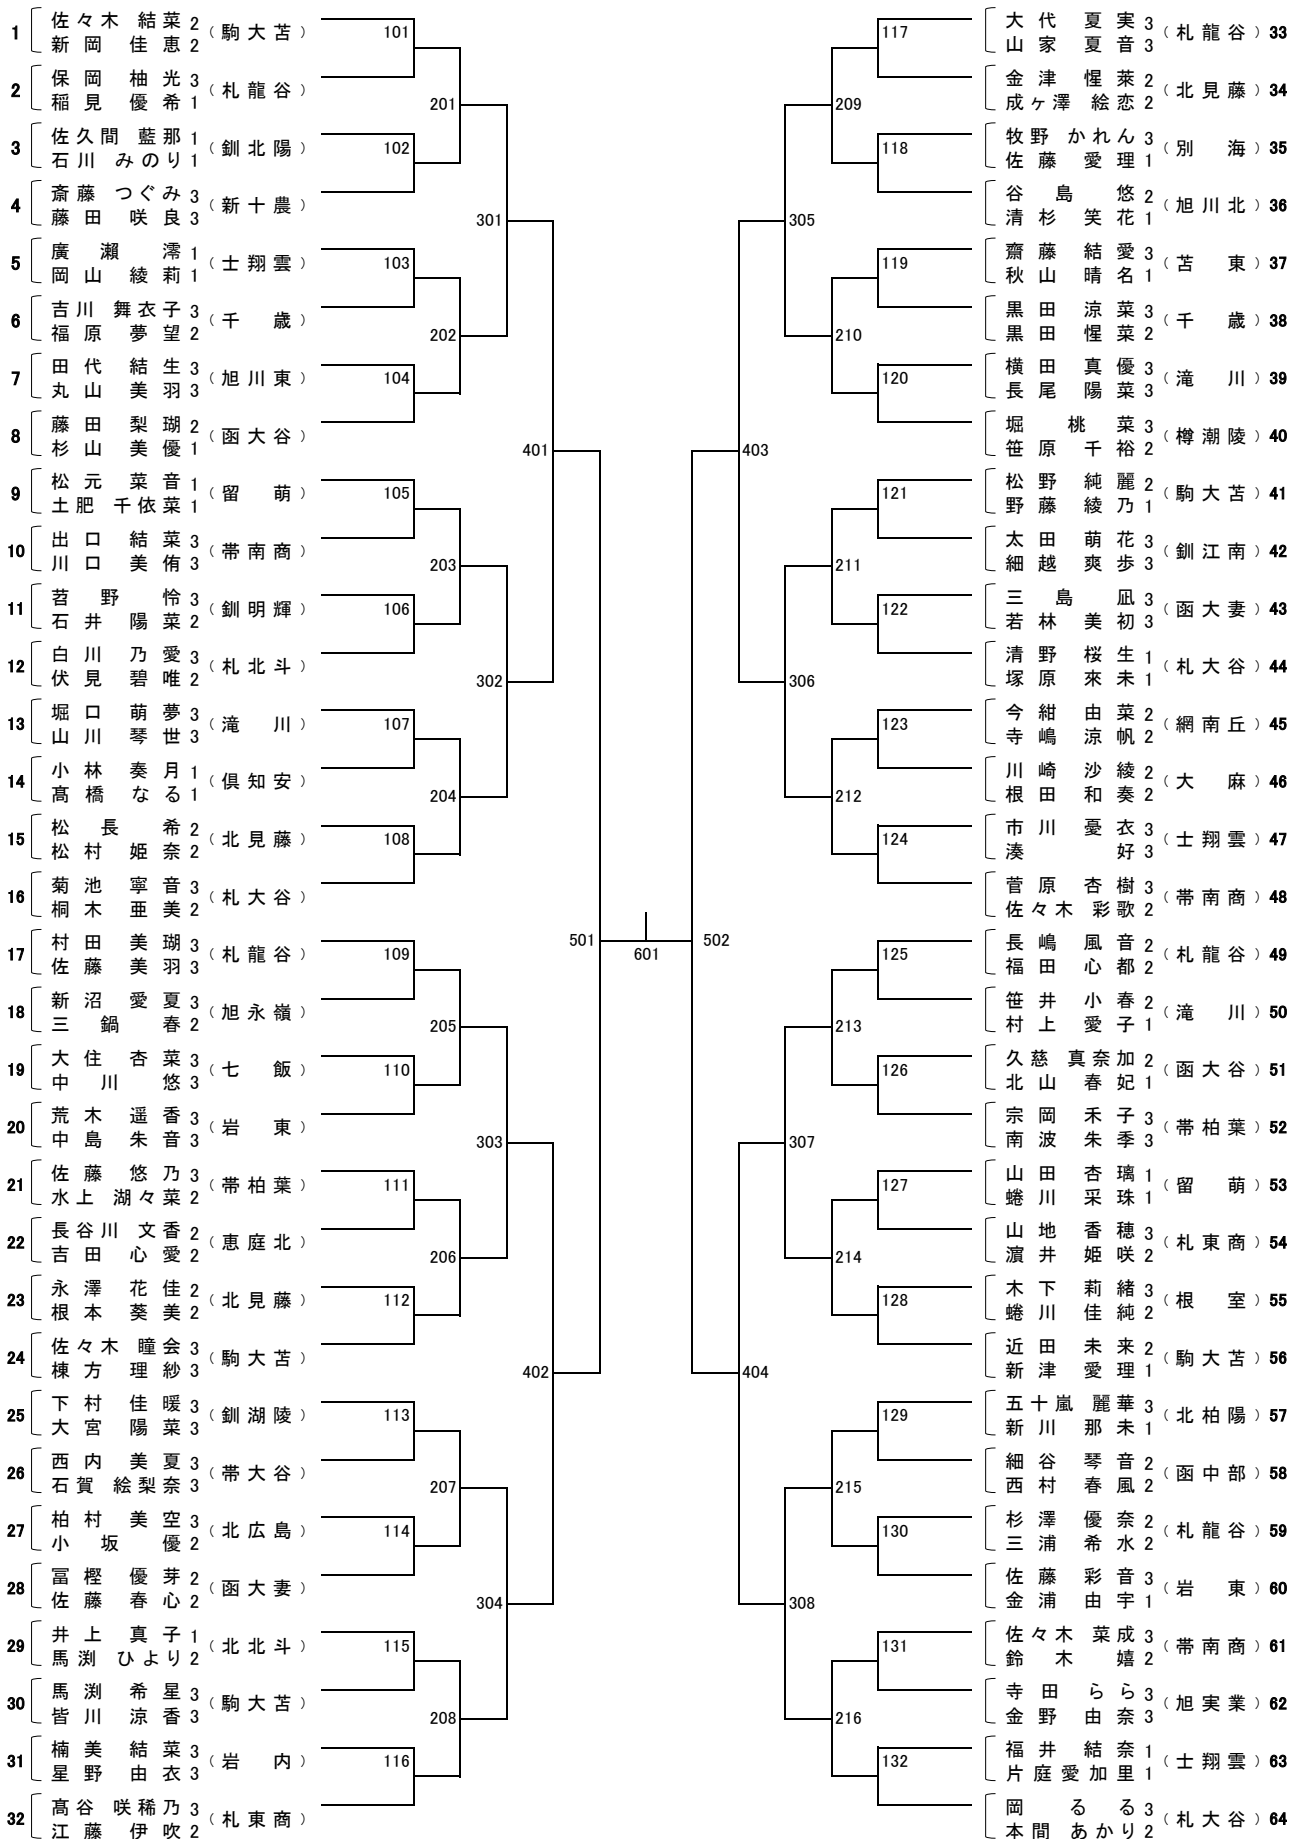 1 佐々木 結菜 2 (駒大苫)
新岡 佳恵 2
2 保岡 柚光 3 (札龍谷)
稲見 優希 1
3 佐久間 藍那 1 (釧北陽)
石川 みのり 1
4 斎藤 つぐみ 3 (新十農)
藤田 咲良 3
5 廣瀬 澪 1 (士翔雲)
岡山 綾莉 1
6 吉川 舞衣子 3 (千歳)
福原 夢望 2
7 田代 結生 3 (旭川東)
丸山 美羽 3
8 藤田 梨瑚 2 (函大谷)
杉山 美優 1
9 松元 菜音 1 (留萌)
土肥 千依菜 1
10 出口 結菜 3 (帯南商)
川口 美侑 3
11 萪野 怜 3 (釧明輝)
石井 陽菜 2
12 白川 乃愛 3 (札北斗)
伏見 碧唯 2
13 堀口 萌夢 3 (滝川)
山川 琴世 3
14 小林 奏月 1 (倶知安)
髙橋 なる 1
15 松長 希 2 (北見藤)
松村 姫奈 2
16 菊池 寧音 3 (札大谷)
桐木 亜美 2
17 村田 美瑚 3 (札龍谷)
佐藤 美羽 3
18 新沼 愛夏 3 (旭永嶺)
三鍋 春 2
19 大住 杏菜 3 (七飯)
中川 悠 3
20 荒木 遥香 3 (岩東)
中島 朱音 3
21 佐藤 悠乃 3 (帯柏葉)
水上 湖々菜 2
22 長谷川 文香 2 (恵庭北)
吉田 心愛 2
23 永澤 花佳 2 (北見藤)
根本 葵美 2
24 佐々木 瞳会 3 (駒大苫)
棟方 理紗 3
25 下村 佳暖 3 (釧湖陵)
大宮 陽菜 3
26 西内 美夏 3 (帯大谷)
石賀 絵梨奈 3
27 柏村 美空 3 (北広島)
小坂 優 2
28 冨樫 優芽 2 (函大妻)
佐藤 春心 2
29 井上 真子 1 (北北斗)
馬渕 ひより 2
30 馬渕 希星 3 (駒大苫)
皆川 涼香 3
31 楠美 結菜 3 (岩内)
星野 由衣 3
32 髙谷 咲稀乃 3 (札東商)
江藤 伊吹 2
101
102
103
104
105
106
107
108
109
110
111
112
113
114
115
116
201
202
203
204
205
206
207
208
301
302
303
304
401
402
501
601
502
403
404
305
306
307
308
209
210
211
212
213
214
215
216
117
118
119
120
121
122
123
124
125
126
127
128
129
130
131
132
大代 夏実 3 (札龍谷) 33
山家 夏音 3
金津 惺萊 2 (北見藤) 34
成ヶ澤 絵恋 2
牧野 かれん 3 (別海) 35
佐藤 愛理 1
谷島 悠 2 (旭川北) 36
清杉 笑花 1
齋藤 結愛 3 (苫東) 37
秋山 晴名 1
黒田 涼菜 3 (千歳) 38
黒田 惺菜 2
横田 真優 3 (滝川) 39
長尾 陽菜 3
堀 桃菜 3 (樽潮陵) 40
笹原 千裕 2
松野 純麗 2 (駒大苫) 41
野藤 綾乃 1
太田 萌花 3 (釧江南) 42
細越 爽歩 3
三島 凪 3 (函大妻) 43
若林 美初 3
清野 桜生 1 (札大谷) 44
塚原 來未 1
今紺 由菜 2 (網南丘) 45
寺嶋 涼帆 2
川崎 沙綾 2 (大麻) 46
根田 和奏 2
市川 憂衣 3 (士翔雲) 47
湊 好 3
菅原 杏樹 3 (帯南商) 48
佐々木 彩歌 2
長嶋 風音 2 (札龍谷) 49
福田 心都 2
笹井 小春 2 (滝川) 50
村上 愛子 1
久慈 真奈加 2 (函大谷) 51
北山 春妃 1
宗岡 禾子 3 (帯柏葉) 52
南波 朱季 3
山田 杏璃 1 (留萌) 53
蜷川 采珠 1
山地 香穂 3 (札東商) 54
濵井 姫咲 2
木下 莉緒 3 (根室) 55
蜷川 佳純 2
近田 未来 2 (駒大苫) 56
新津 愛理 1
五十嵐 麗華 3 (北柏陽) 57
新川 那未 1
細谷 琴音 2 (函中部) 58
西村 春風 2
杉澤 優奈 2 (札龍谷) 59
三浦 希水 2
佐藤 彩音 3 (岩東) 60
金浦 由宇 1
佐々木 菜成 3 (帯南商) 61
鈴木 嬉 2
寺田 らら 3 (旭実業) 62
金野 由奈 3
福井 結奈 1 (士翔雲) 63
片庭愛加里 1
岡 るる 3 (札大谷) 64
本間 あかり 2